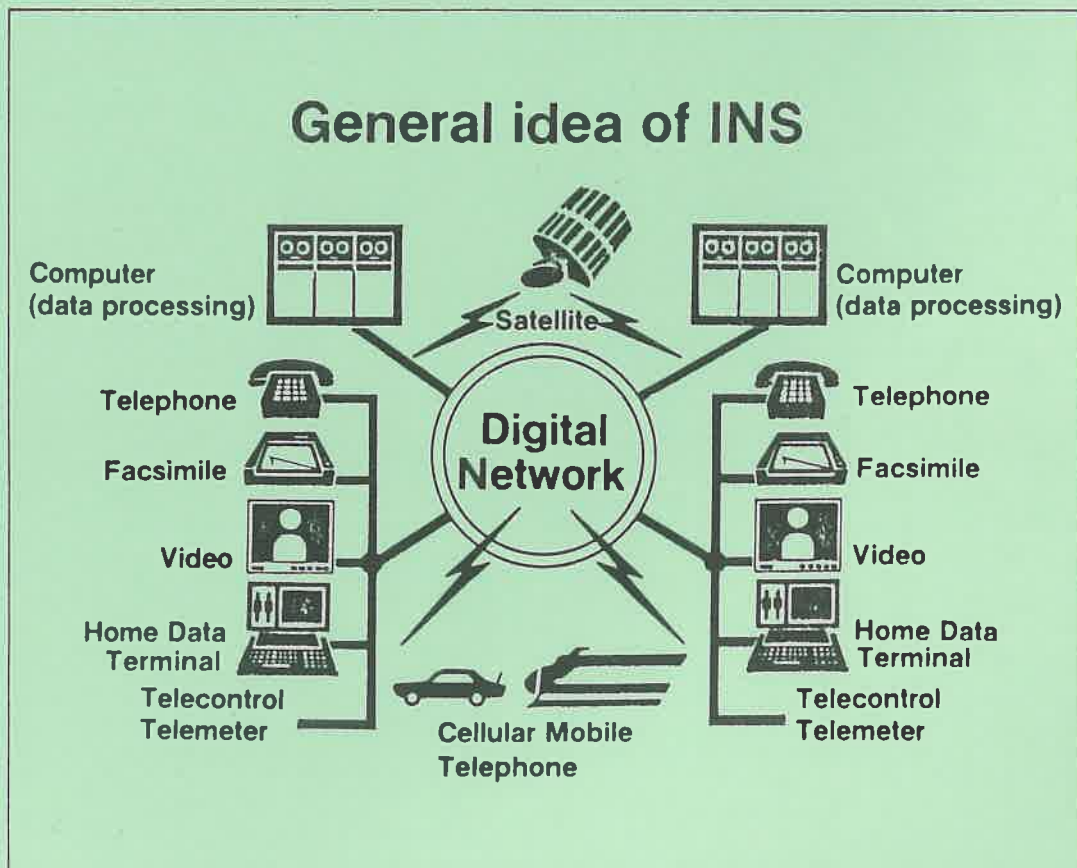 General idea of INS
Computer
(data processing)
Satellite
Computer
(data processing)
Telephone
Facsimile
Video
Home Data
Terminal
Telecontrol
Telemeter
Digital
Network
Telephone
Facsimile
Video
Home Data
Terminal
Telecontrol
Telemeter
Cellular Mobile
Telephone